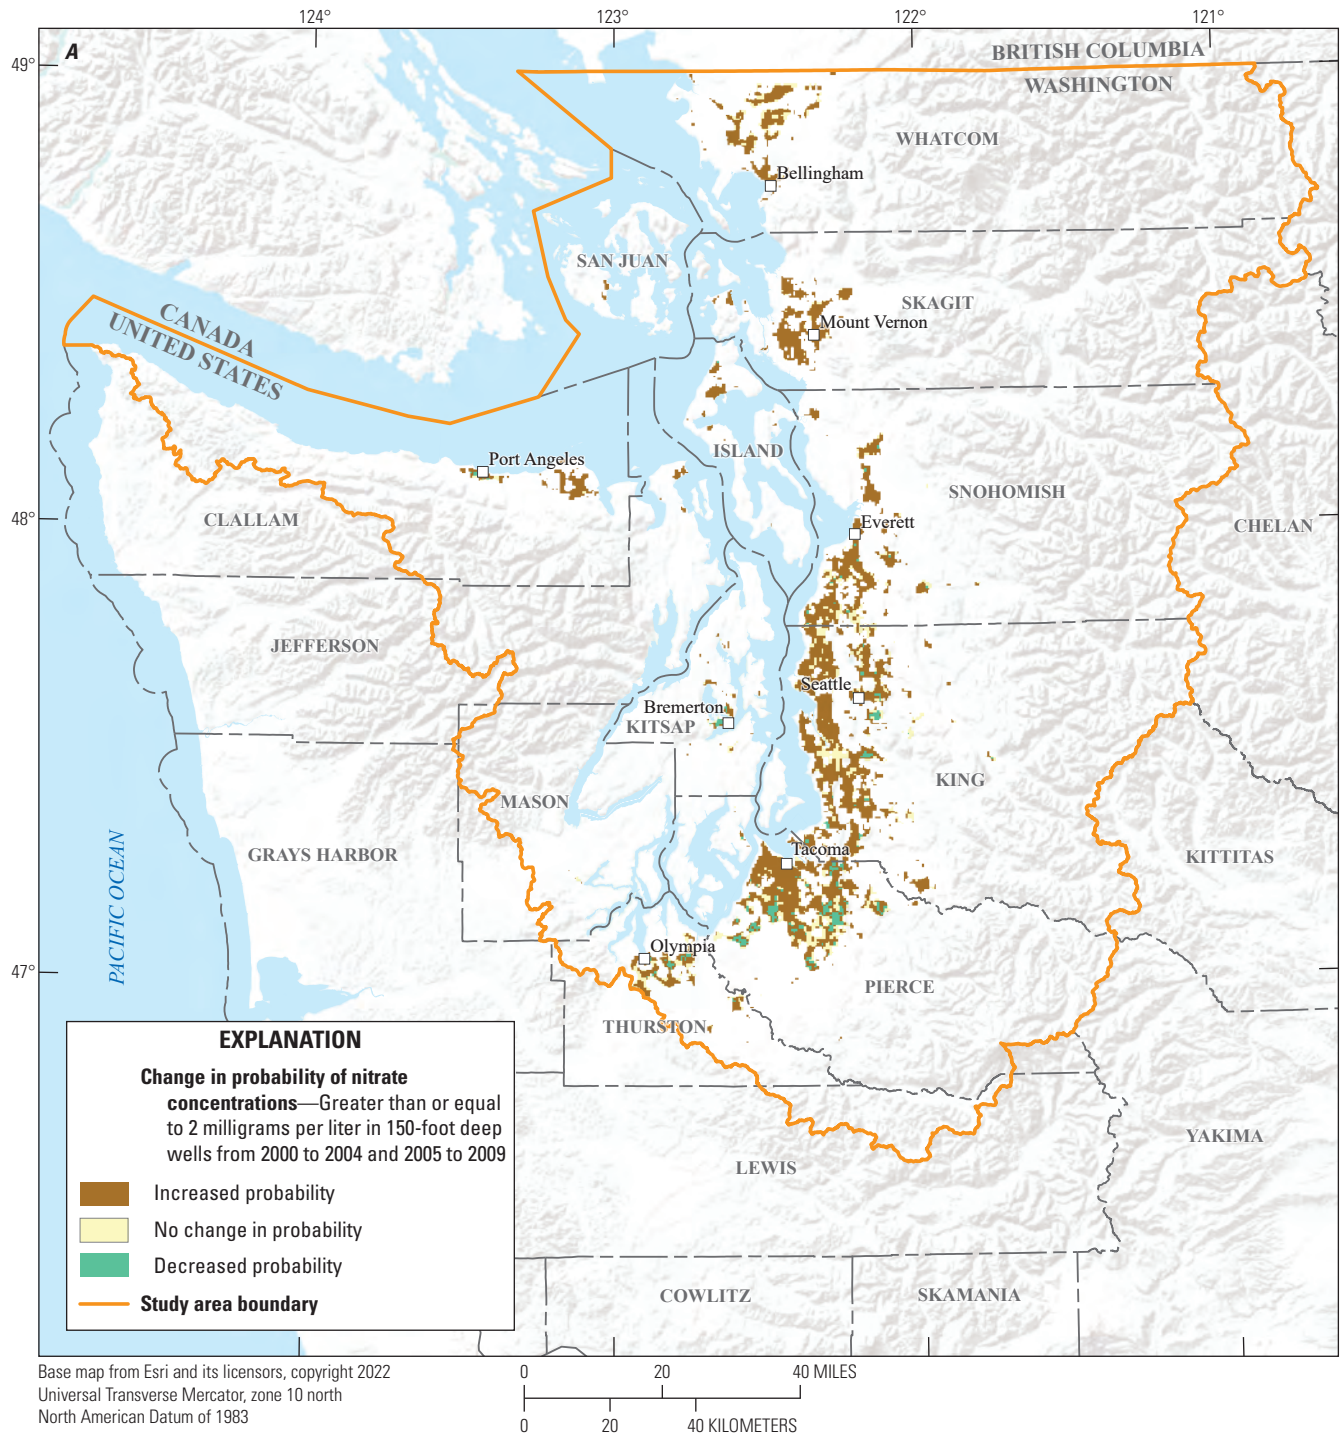 124°
123°
122°
121°
A
49°
BRITISH COLUMBIA
WASHINGTON
WHATCOM
Bellingham
SAN JUAN
SKAGIT
CANADA
UNITED STATES
Mount Vernon
ISLAND
Port Angeles
SNOHOMISH
48°
CLALLAM
Everett
CHELAN
JEFFERSON
Seattle
Bremerton
KITSAP
KING
MASON
GRAYS HARBOR
Tacoma
KITTITAS
PACIFIC OCEAN
Olympia
47°
PIERCE
THURSTON
YAKIMA
LEWIS
COWLITZ
SKAMANIA
EXPLANATION
Change in probability of nitrate
concentrations—Greater than or equal
to 2 milligrams per liter in 150-foot deep
wells from 2000 to 2004 and 2005 to 2009
Increased probability
No change in probability
Decreased probability
Study area boundary
Base map from Esri and its licensors, copyright 2022
Universal Transverse Mercator, zone 10 north
North American Datum of 1983
0 20 40 MILES
0 20 40 KILOMETERS